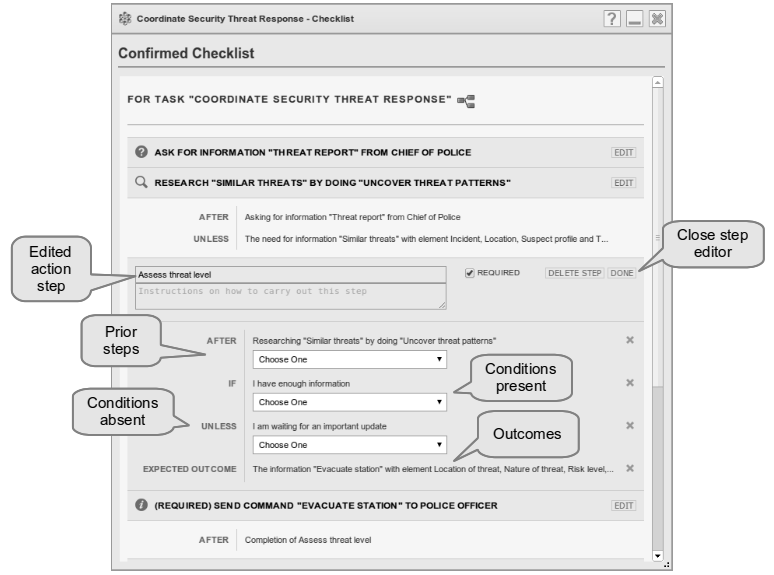 Coordinate Security Threat Response - Checklist
?
Confirmed Checklist
FOR TASK "COORDINATE SECURITY THREAT RESPONSE"
? ASK FOR INFORMATION "THREAT REPORT" FROM CHIEF OF POLICE EDIT
RESEARCH "SIMILAR THREATS" BY DOING "UNCOVER THREAT PATTERNS" EDIT
AFTER Asking for information "Threat report" from Chief of Police
UNLESS The need for information "Similar threats" with element Incident, Location, Suspect profile and T...
Edited
action
step
Close step
editor
Assess threat level REQUIRED DELETE STEP DONE
Instructions on how to carry out this step
Prior
steps
AFTER Researching "Similar threats" by doing "Uncover threat patterns"
Choose One
IF I have enough information
Choose One
Conditions
present
Conditions
absent
UNLESS I am waiting for an important update
Choose One
Outcomes
EXPECTED OUTCOME The information "Evacuate station" with element Location of threat, Nature of threat, Risk level,...
i (REQUIRED) SEND COMMAND "EVACUATE STATION" TO POLICE OFFICER EDIT
AFTER Completion of Assess threat level